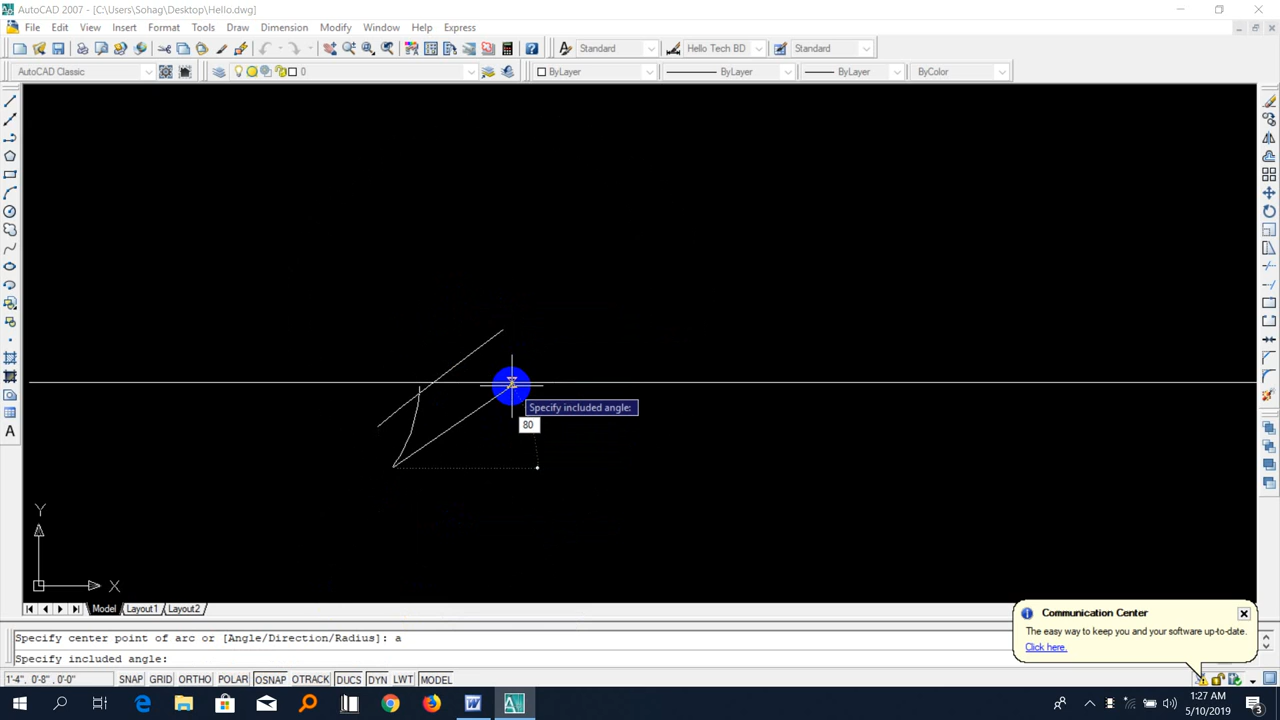 AutoCAD 2007 - [C:\Users\Sohag\Desktop\Hello.dwg]
File Edit View Insert Format Tools Draw Dimension Modify Window Help Express
Standard Hello Tech BD Standard
AutoCAD Classic 0 ByLayer ByLayer ByLayer ByColor
Specify included angle:
80
Y
X
Model Layout1 Layout2
Communication Center
The easy way to keep you and your software up-to-date.
Click here.
Specify center point of arc or [Angle/Direction/Radius]: a
Specify included angle:
1'-4", 0'-8", 0'-0" SNAP GRID ORTHO POLAR OSNAP OTRACK DUCS DYN LWT MODEL
1:27 AM
5/10/2019
3